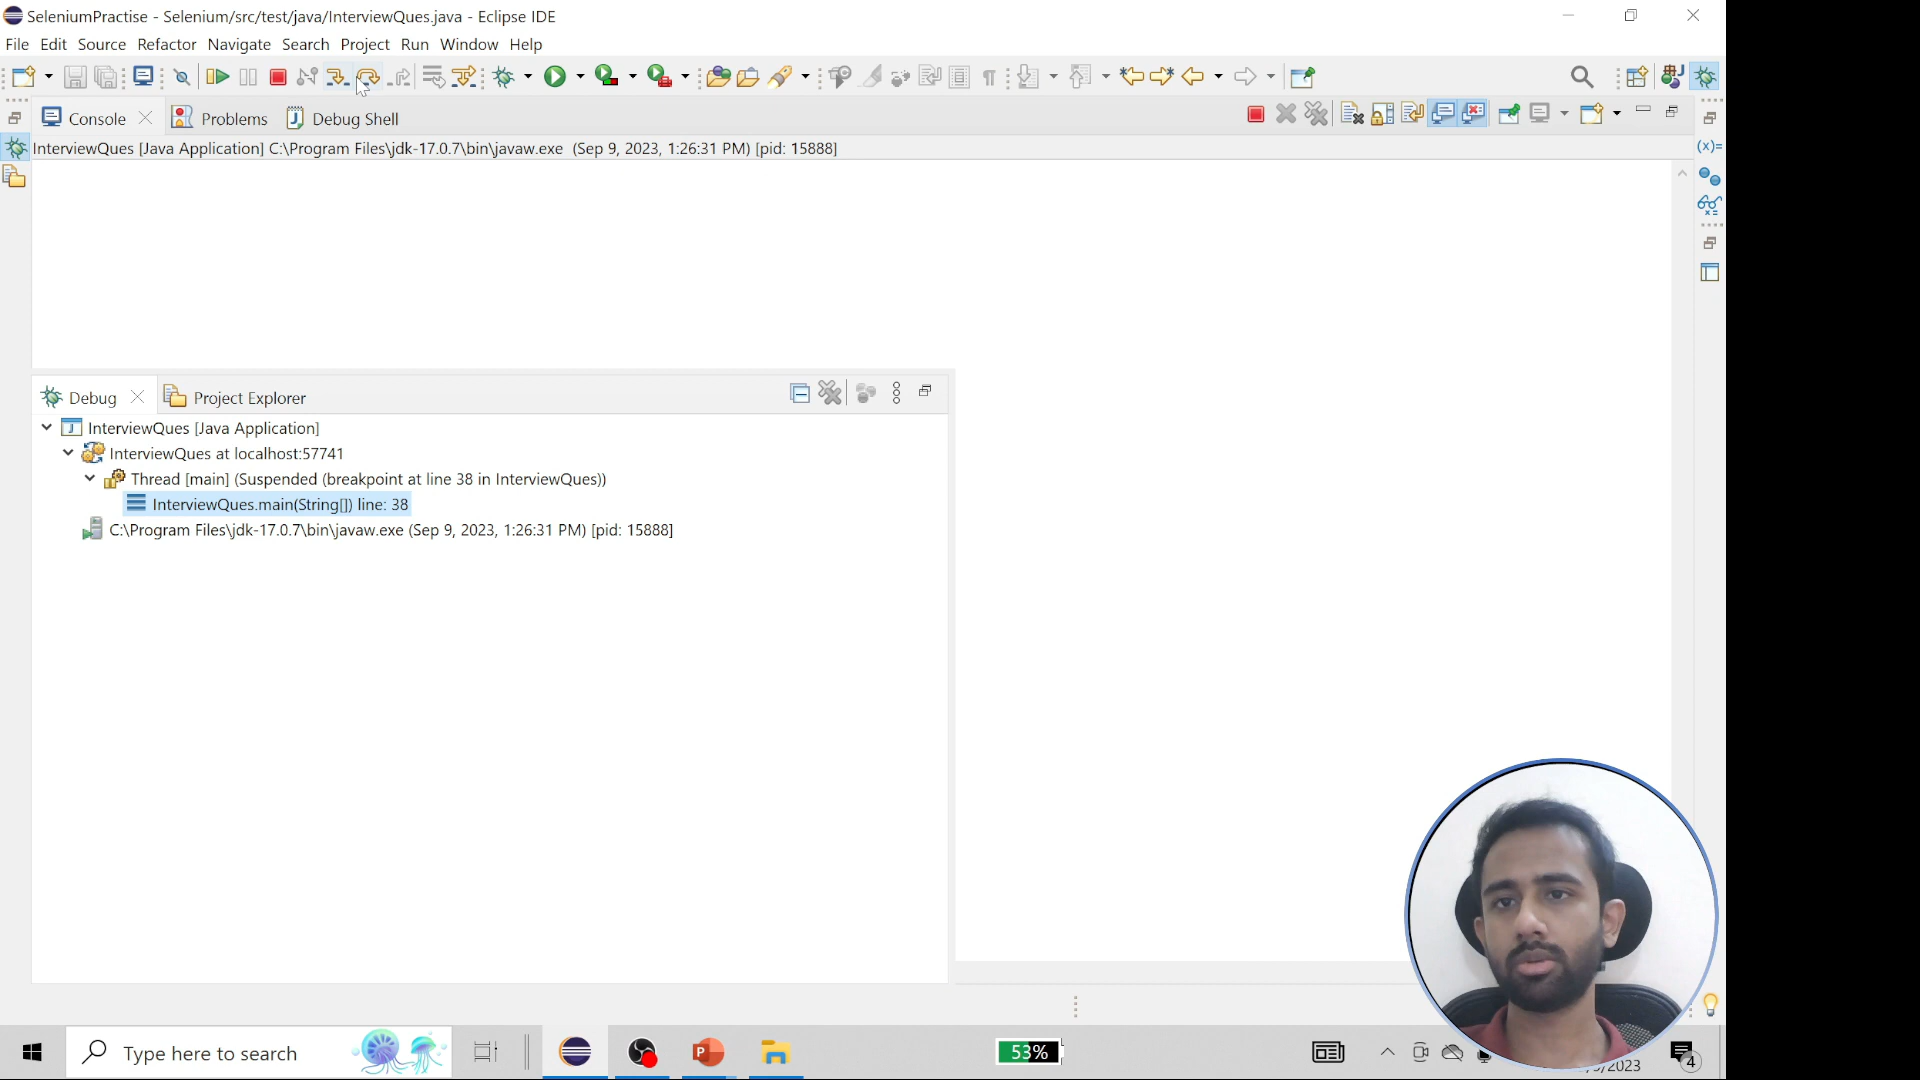 SeleniumPractise - Selenium/src/test/java/InterviewQues.java - Eclipse IDE
File Edit Source Refactor Navigate Search Project Run Window Help
Console Problems Debug Shell
InterviewQues [Java Application] C:\Program Files\jdk-17.0.7\bin\javaw.exe (Sep 9, 2023, 1:26:31 PM) [pid: 15888]
(x)=
Debug Project Explorer
InterviewQues [Java Application]
InterviewQues at localhost:57741
Thread [main] (Suspended (breakpoint at line 38 in InterviewQues))
InterviewQues.main(String[]) line: 38
C:\Program Files\jdk-17.0.7\bin\javaw.exe (Sep 9, 2023, 1:26:31 PM) [pid: 15888]
Type here to search
53%
4